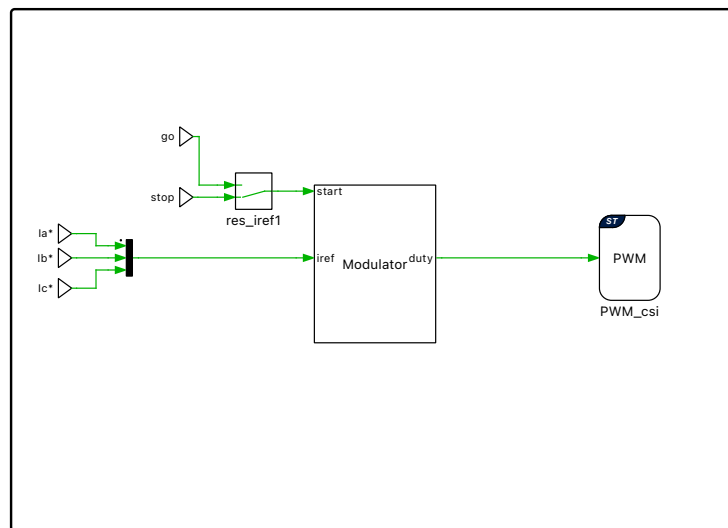 go
stop
start
res_iref1
Ia*
Ib*
Ic*
iref
Modulator
duty
ST
PWM
PWM_csi